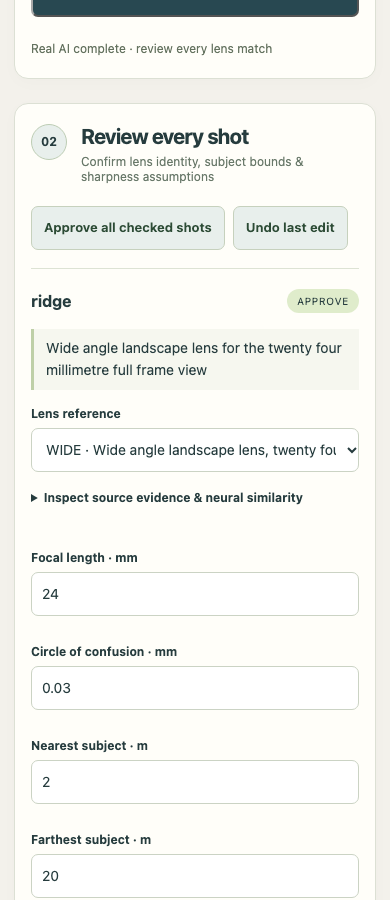 Real AI complete · review every lens match
02
Review every shot
Confirm lens identity, subject bounds &
sharpness assumptions
Approve all checked shots
Undo last edit
ridge
APPROVE
Wide angle landscape lens for the twenty four
millimetre full frame view
Lens reference
WIDE · Wide angle landscape lens, twenty
Inspect source evidence & neural similarity
Focal length · mm
24
Circle of confusion · mm
0.03
Nearest subject · m
2
Farthest subject · m
20